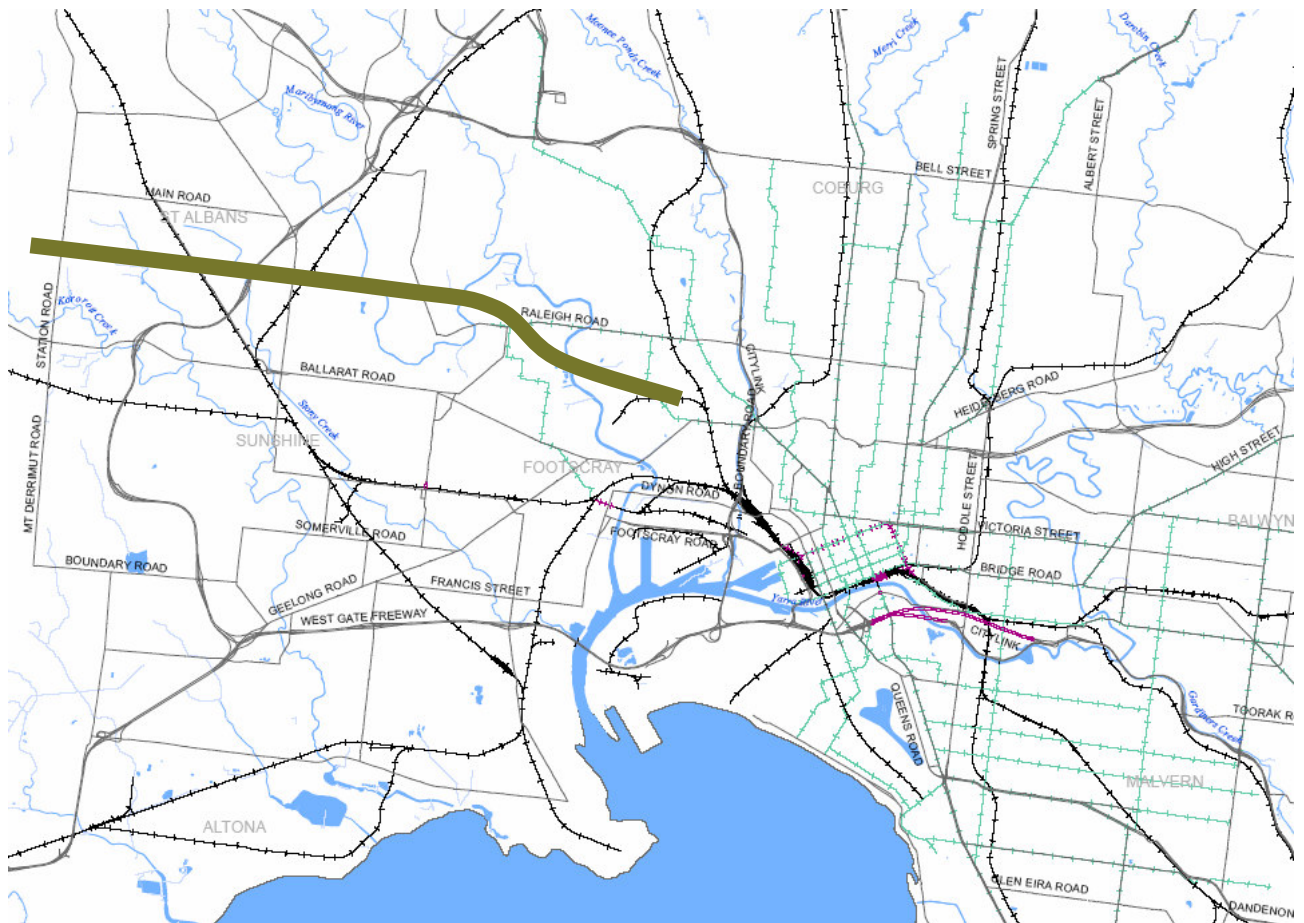 Moonee Ponds Creek
Merri Creek
Darebin Creek
Maribyrnong River
SPRING STREET
ALBERT STREET
BELL STREET
COBURG
MAIN ROAD
ST ALBANS
Kororoit Creek
STATION ROAD
RALEIGH ROAD
CITYLINK
BALLARAT ROAD
HEIDELBERG ROAD
Stony Creek
BOUNDARY ROAD
HIGH STREET
SUNSHINE
FOOTSCRAY
MT DERRIMUT ROAD
DYNON ROAD
HODDLE STREET
VICTORIA STREET
BALWYN
SOMERVILLE ROAD
FOOTSCRAY ROAD
BOUNDARY ROAD
BRIDGE ROAD
FRANCIS STREET
GEELONG ROAD
Yarra River
WEST GATE FREEWAY
CITYLINK
QUEENS ROAD
Gardiners Creek
TOORAK RO
MALVERN
ALTONA
GLEN EIRA ROAD
DANDENON